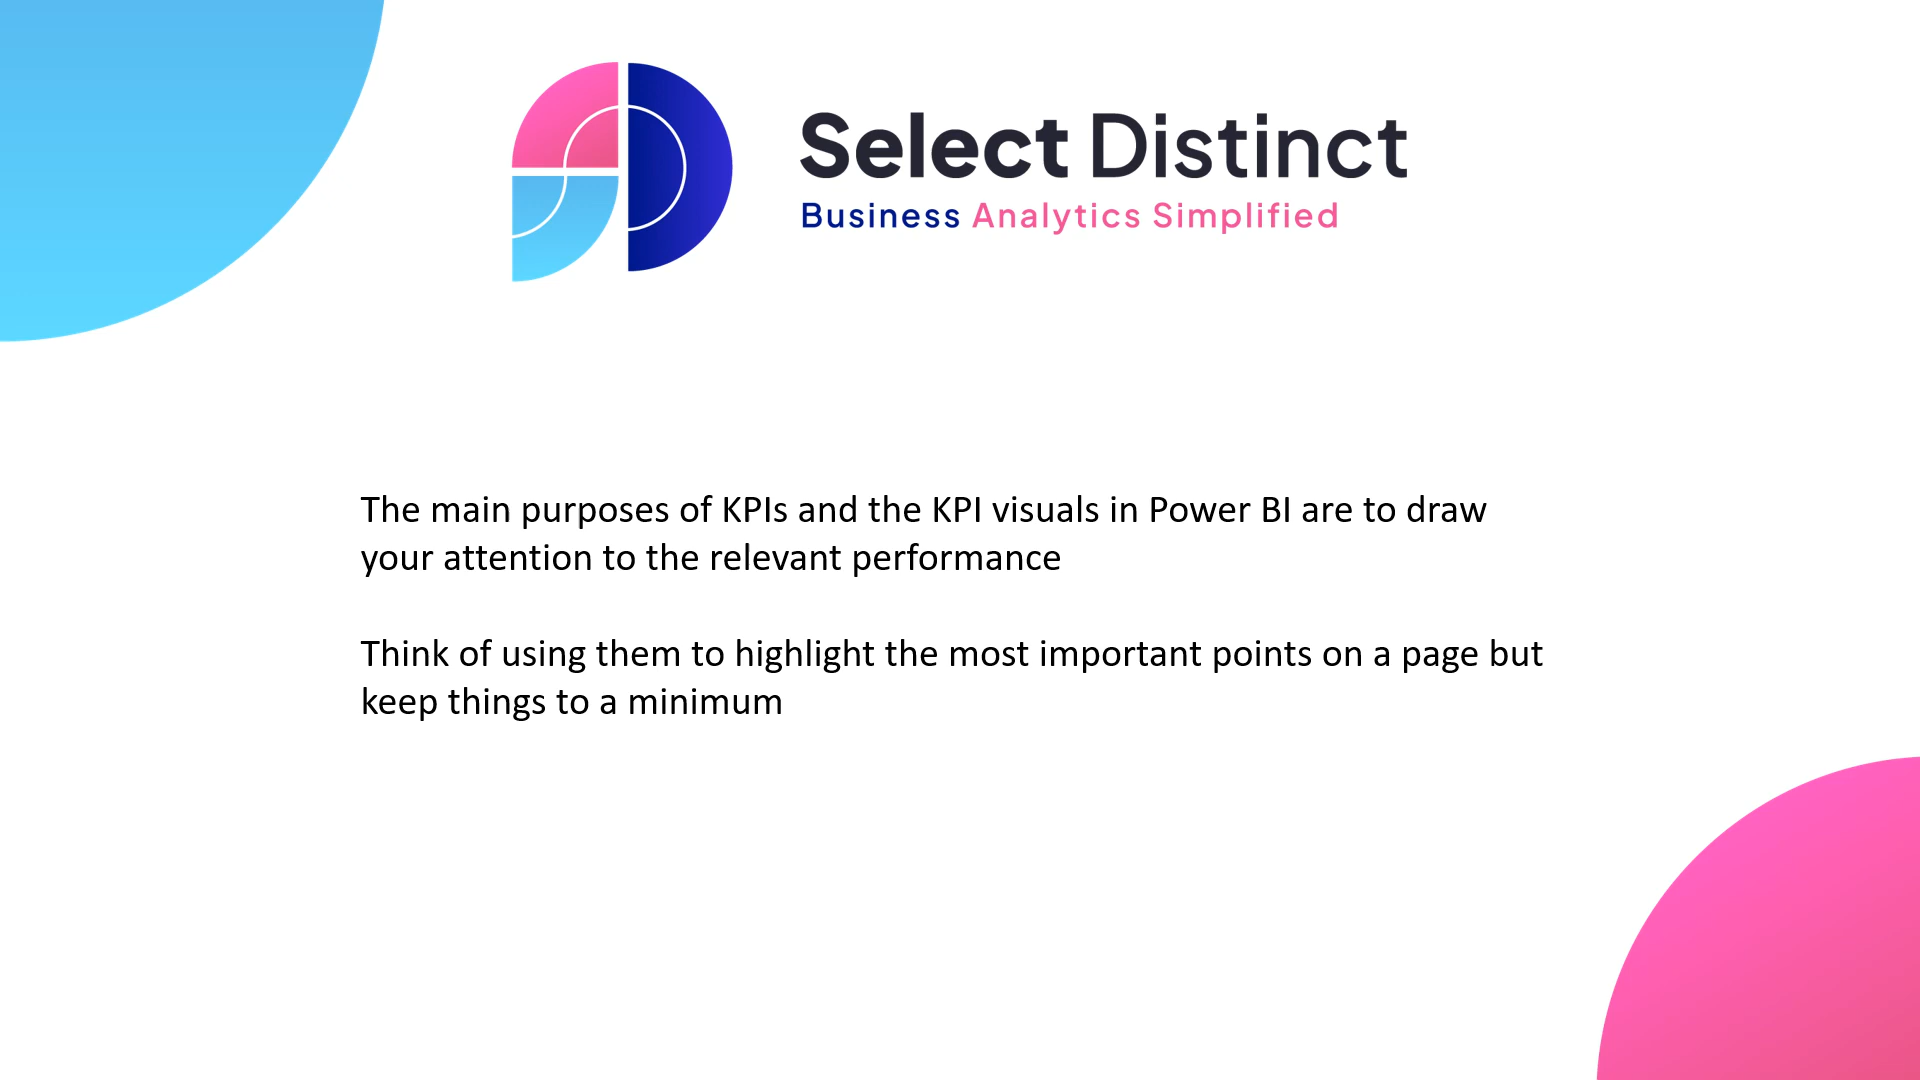 Select Distinct
Business Analytics Simplified
The main purposes of KPIs and the KPI visuals in Power BI are to draw
your attention to the relevant performance
Think of using them to highlight the most important points on a page but
keep things to a minimum